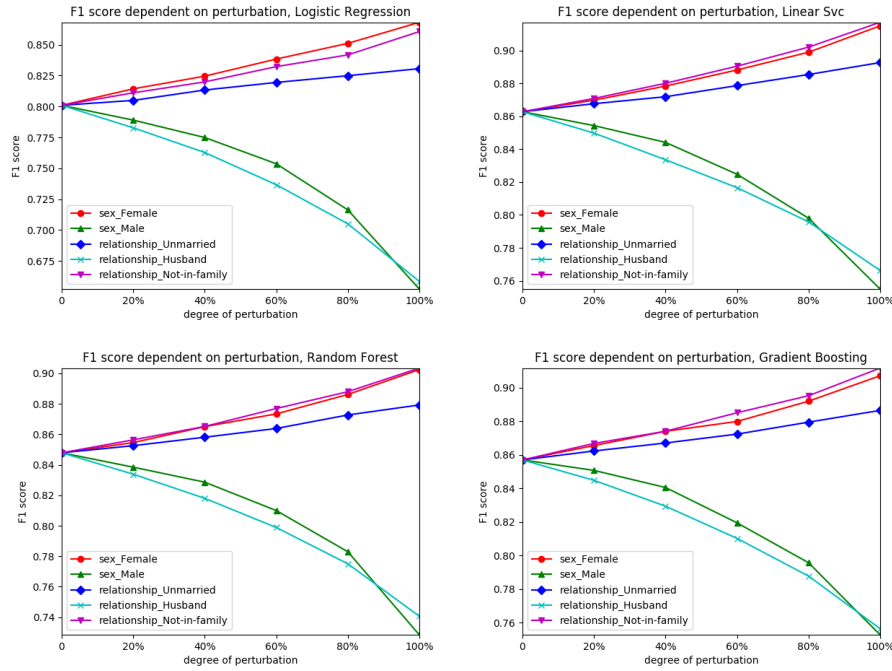 F1 score dependent on perturbation, Logistic Regression
0.850
0.825
0.800
0.775
0.750
0.725
0.700
0.675
F1 score
sex_Female
sex_Male
relationship_Unmarried
relationship_Husband
relationship_Not-in-family
0 20% 40% 60% 80% 100%
degree of perturbation
F1 score dependent on perturbation, Linear Svc
0.90
0.88
0.86
0.84
0.82
0.80
0.78
0.76
F1 score
sex_Female
sex_Male
relationship_Unmarried
relationship_Husband
relationship_Not-in-family
0 20% 40% 60% 80% 100%
degree of perturbation
F1 score dependent on perturbation, Random Forest
0.90
0.88
0.86
0.84
0.82
0.80
0.78
0.76
0.74
F1 score
sex_Female
sex_Male
relationship_Unmarried
relationship_Husband
relationship_Not-in-family
0 20% 40% 60% 80% 100%
degree of perturbation
F1 score dependent on perturbation, Gradient Boosting
0.90
0.88
0.86
0.84
0.82
0.80
0.78
0.76
F1 score
sex_Female
sex_Male
relationship_Unmarried
relationship_Husband
relationship_Not-in-family
0 20% 40% 60% 80% 100%
degree of perturbation